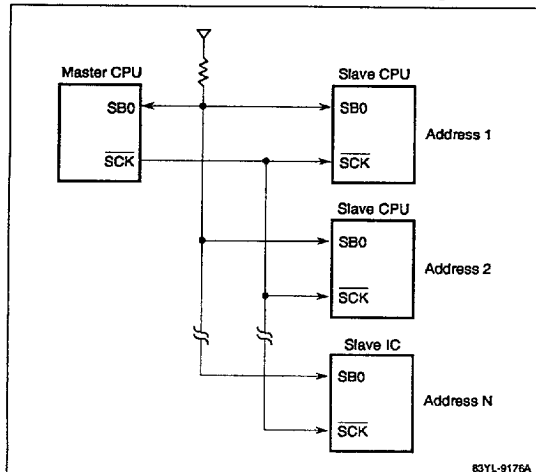 Master CPU
SB0
SCK
Slave CPU
SB0
Address 1
SCK
Slave CPU
SB0
Address 2
SCK
Slave IC
SB0
Address N
SCK
83YL-9176A